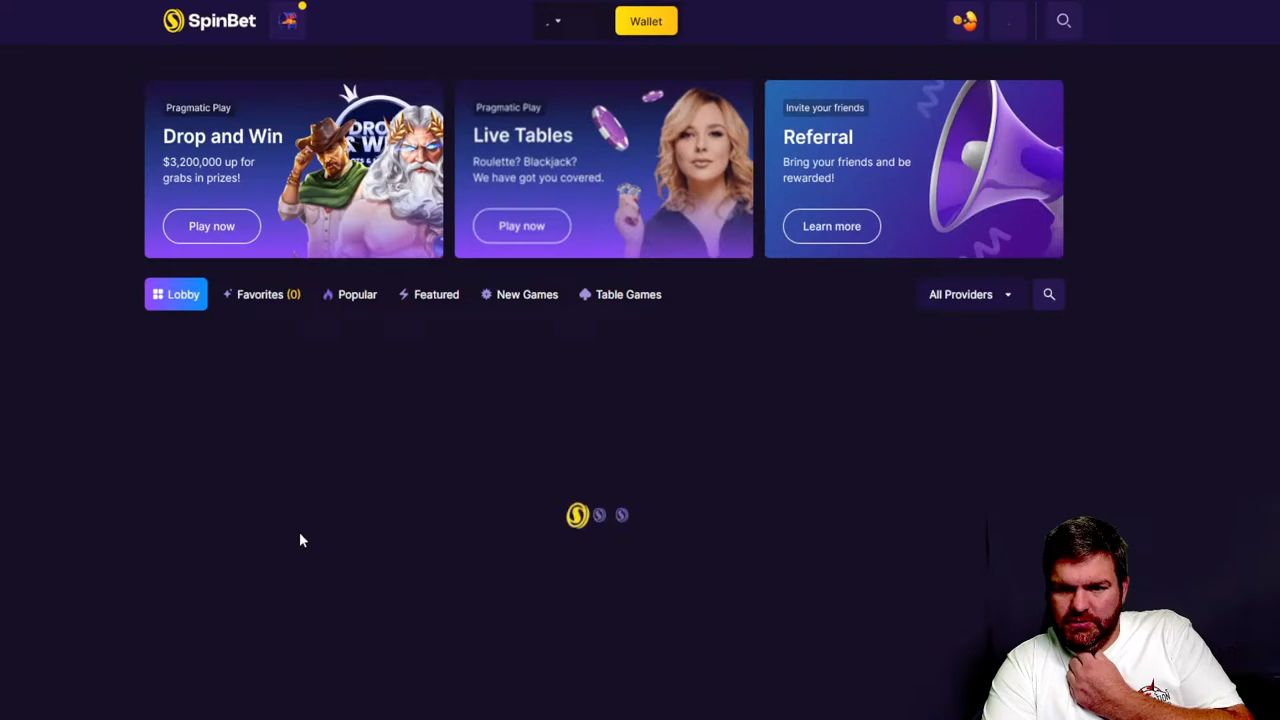 SpinBet
Wallet
Pragmatic Play
Drop and Win
$3,200,000 up for
grabs in prizes!
Play now
Pragmatic Play
Live Tables
Roulette? Blackjack?
We have got you covered.
Play now
Invite your friends
Referral
Bring your friends and be
rewarded!
Learn more
Lobby
Favorites (0)
Popular
Featured
New Games
Table Games
All Providers